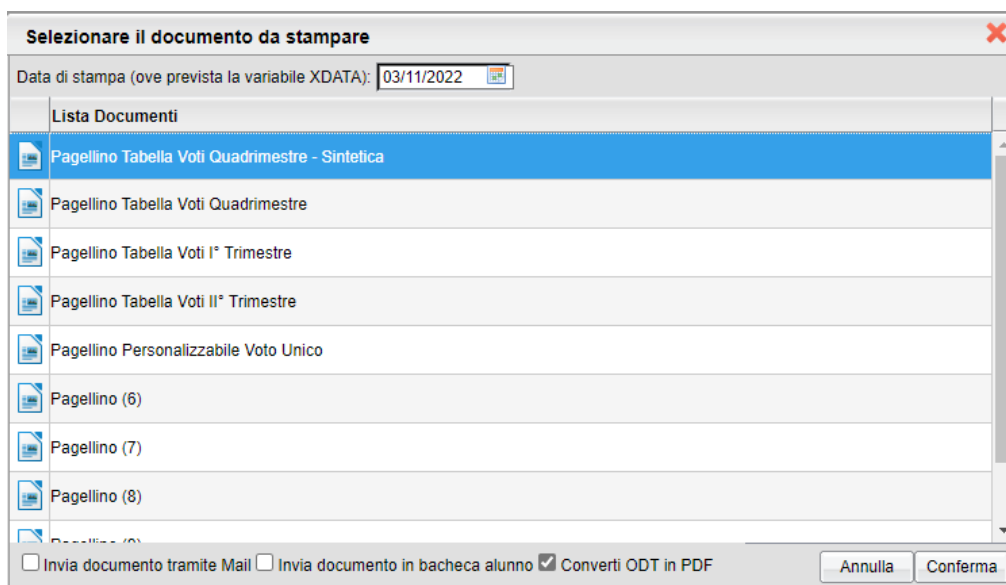 Selezionare il documento da stampare
Data di stampa (ove prevista la variabile XDATA): 03/11/2022
Lista Documenti
Pagellino Tabella Voti Quadrimestre - Sintetica
Pagellino Tabella Voti Quadrimestre
Pagellino Tabella Voti I° Trimestre
Pagellino Tabella Voti II° Trimestre
Pagellino Personalizzabile Voto Unico
Pagellino (6)
Pagellino (7)
Pagellino (8)
Invia documento tramite Mail Invia documento in bacheca alunno Converti ODT in PDF Annulla Conferma